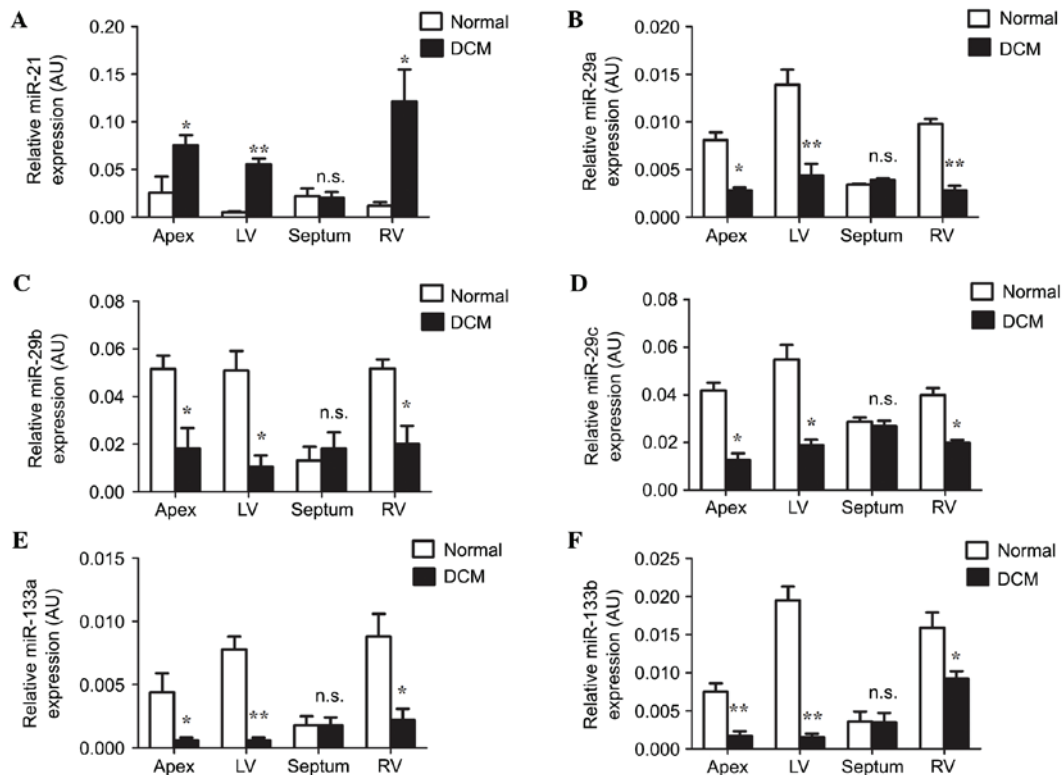 A
Relative miR-21
expression (AU)
0.20
0.15
0.10
0.05
0.00
Normal
DCM
*
**
n.s.
*
Apex LV Septum RV
B
Relative miR-29a
expression (AU)
0.015
0.010
0.005
0.000
Normal
DCM
*
**
n.s.
**
Apex LV Septum RV
C
Relative miR-29b
expression (AU)
0.08
0.06
0.04
0.02
0.00
Normal
DCM
*
*
n.s.
*
Apex LV Septum RV
D
Relative miR-29c
expression (AU)
0.08
0.06
0.04
0.02
0.00
Normal
DCM
*
*
n.s.
*
Apex LV Septum RV
E
Relative miR-133a
expression (AU)
0.015
0.010
0.005
0.000
Normal
DCM
*
**
n.s.
*
Apex LV Septum RV
F
Relative miR-133b
expression (AU)
0.025
0.020
0.015
0.010
0.005
0.000
Normal
DCM
**
**
n.s.
*
Apex LV Septum RV